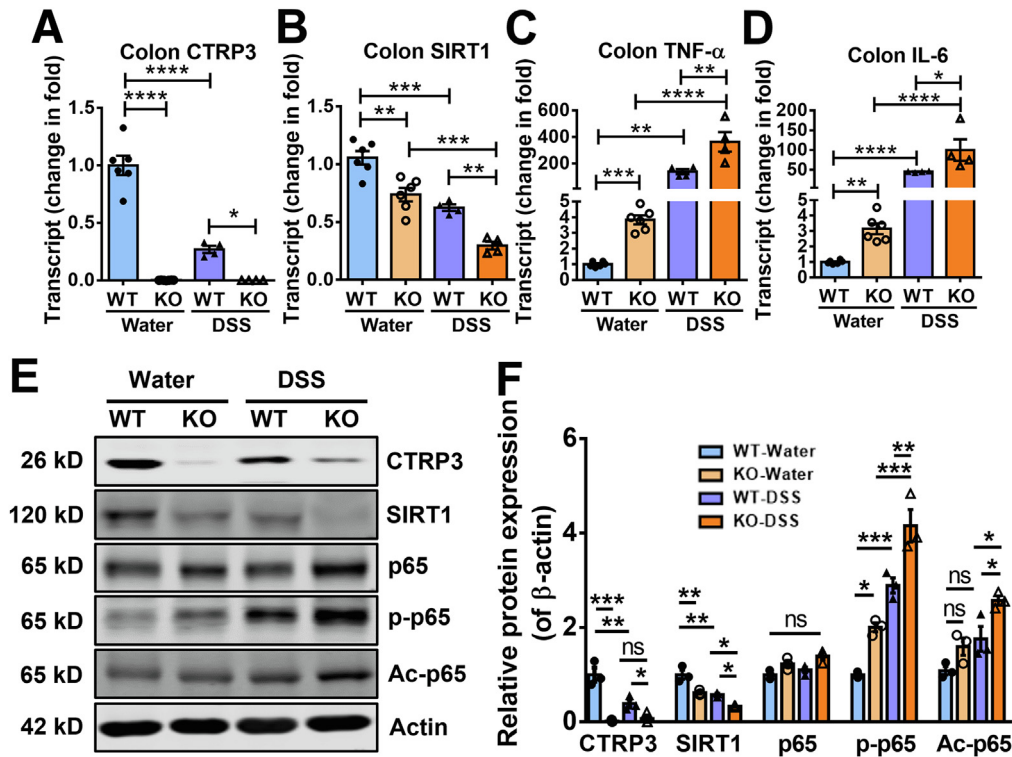 A
Colon CTRP3
Transcript (change in fold)
1.5
1.0
0.5
0.0
****
****
*
WT KO WT KO
Water DSS
B
Colon SIRT1
Transcript (change in fold)
1.5
1.0
0.5
0.0
***
**
***
**
WT KO WT KO
Water DSS
C
Colon TNF-α
Transcript (change in fold)
600
400
200
5
4
3
2
1
0
**
****
**
***
WT KO WT KO
Water DSS
D
Colon IL-6
Transcript (change in fold)
200
150
100
50
5
4
3
2
1
0
*
****
****
**
WT KO WT KO
Water DSS
E
Water DSS
WT KO WT KO
26 kD CTRP3
120 kD SIRT1
65 kD p65
65 kD p-p65
65 kD Ac-p65
42 kD Actin
F
Relative protein expression
(of β-actin)
6
4
2
0
WT-Water
KO-Water
WT-DSS
KO-DSS
***
**
ns
*
**
**
*
*
ns
**
***
***
*
*
*
ns
ns
CTRP3 SIRT1 p65 p-p65 Ac-p65